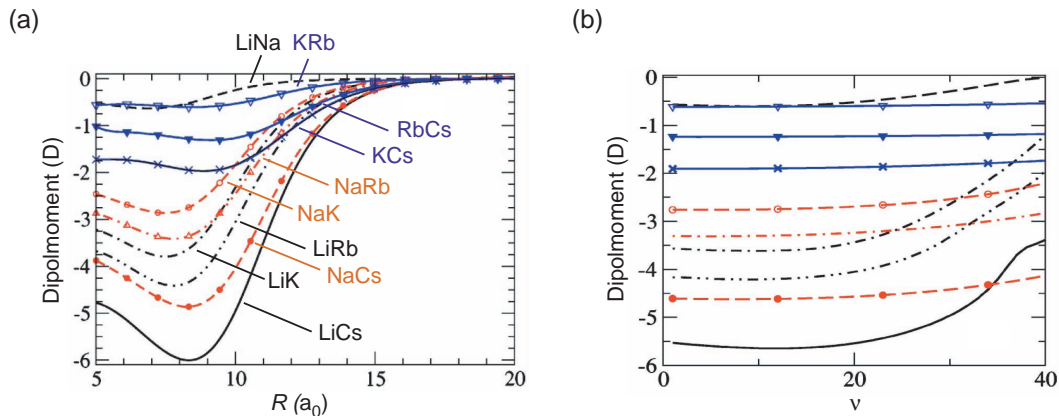 (a)
LiNa
KRb
0
-1
-2
-3
-4
-5
-6
Dipolmoment (D)
RbCs
KCs
NaRb
NaK
LiRb
NaCs
LiK
LiCs
5
10
15
20
R (a0)
(b)
0
-1
-2
-3
-4
-5
-6
Dipolmoment (D)
0
20
40
v